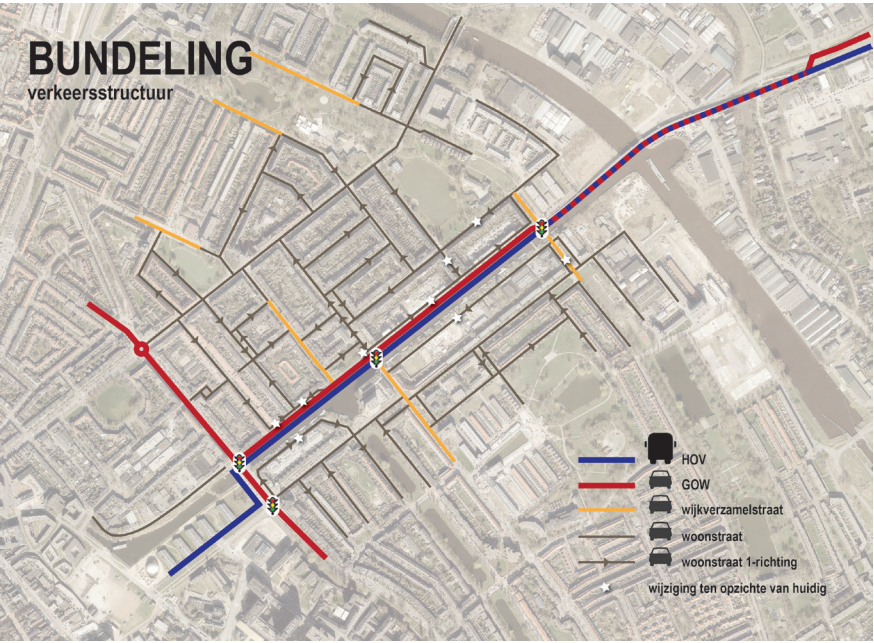 BUNDELING
verkeersstructuur
HOV
GOW
wijkverzamelstraat
woonstraat
woonstraat 1-richting
wijziging ten opzichte van huidig